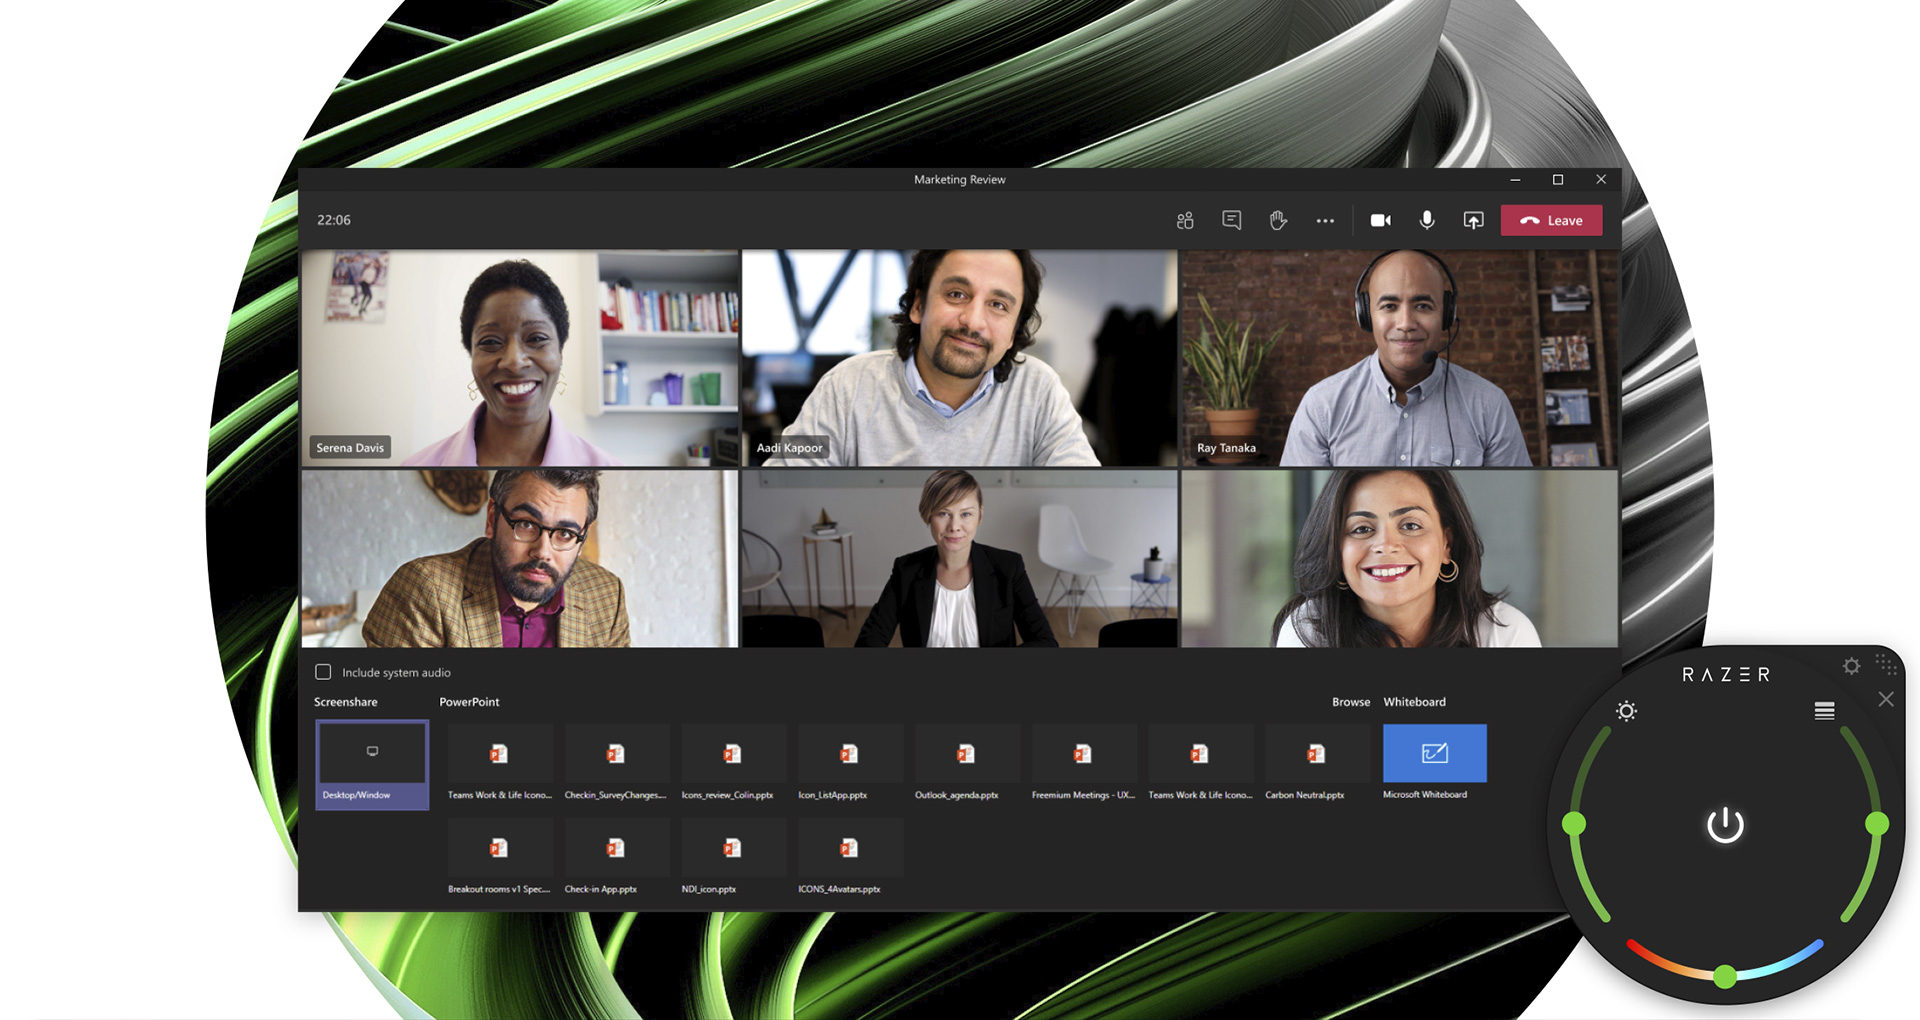 Marketing Review
22:06
Leave
Serena Davis
Aadi Kapoor
Ray Tanaka
Include system audio
Screenshare
PowerPoint
Browse
Whiteboard
Desktop/Window
Teams Work & Life Icono...
Checkin_SurveyChanges....
Icons_review_Colin.pptx
Icon_ListApp.pptx
Outlook_agenda.pptx
Freemium Meetings - UX...
Teams Work & Life Icono...
Carbon Neutral.pptx
Microsoft Whiteboard
Breakout rooms v1 Spec....
Check-in App.pptx
NDI_icon.pptx
ICONS_4Avatars.pptx
RAZER